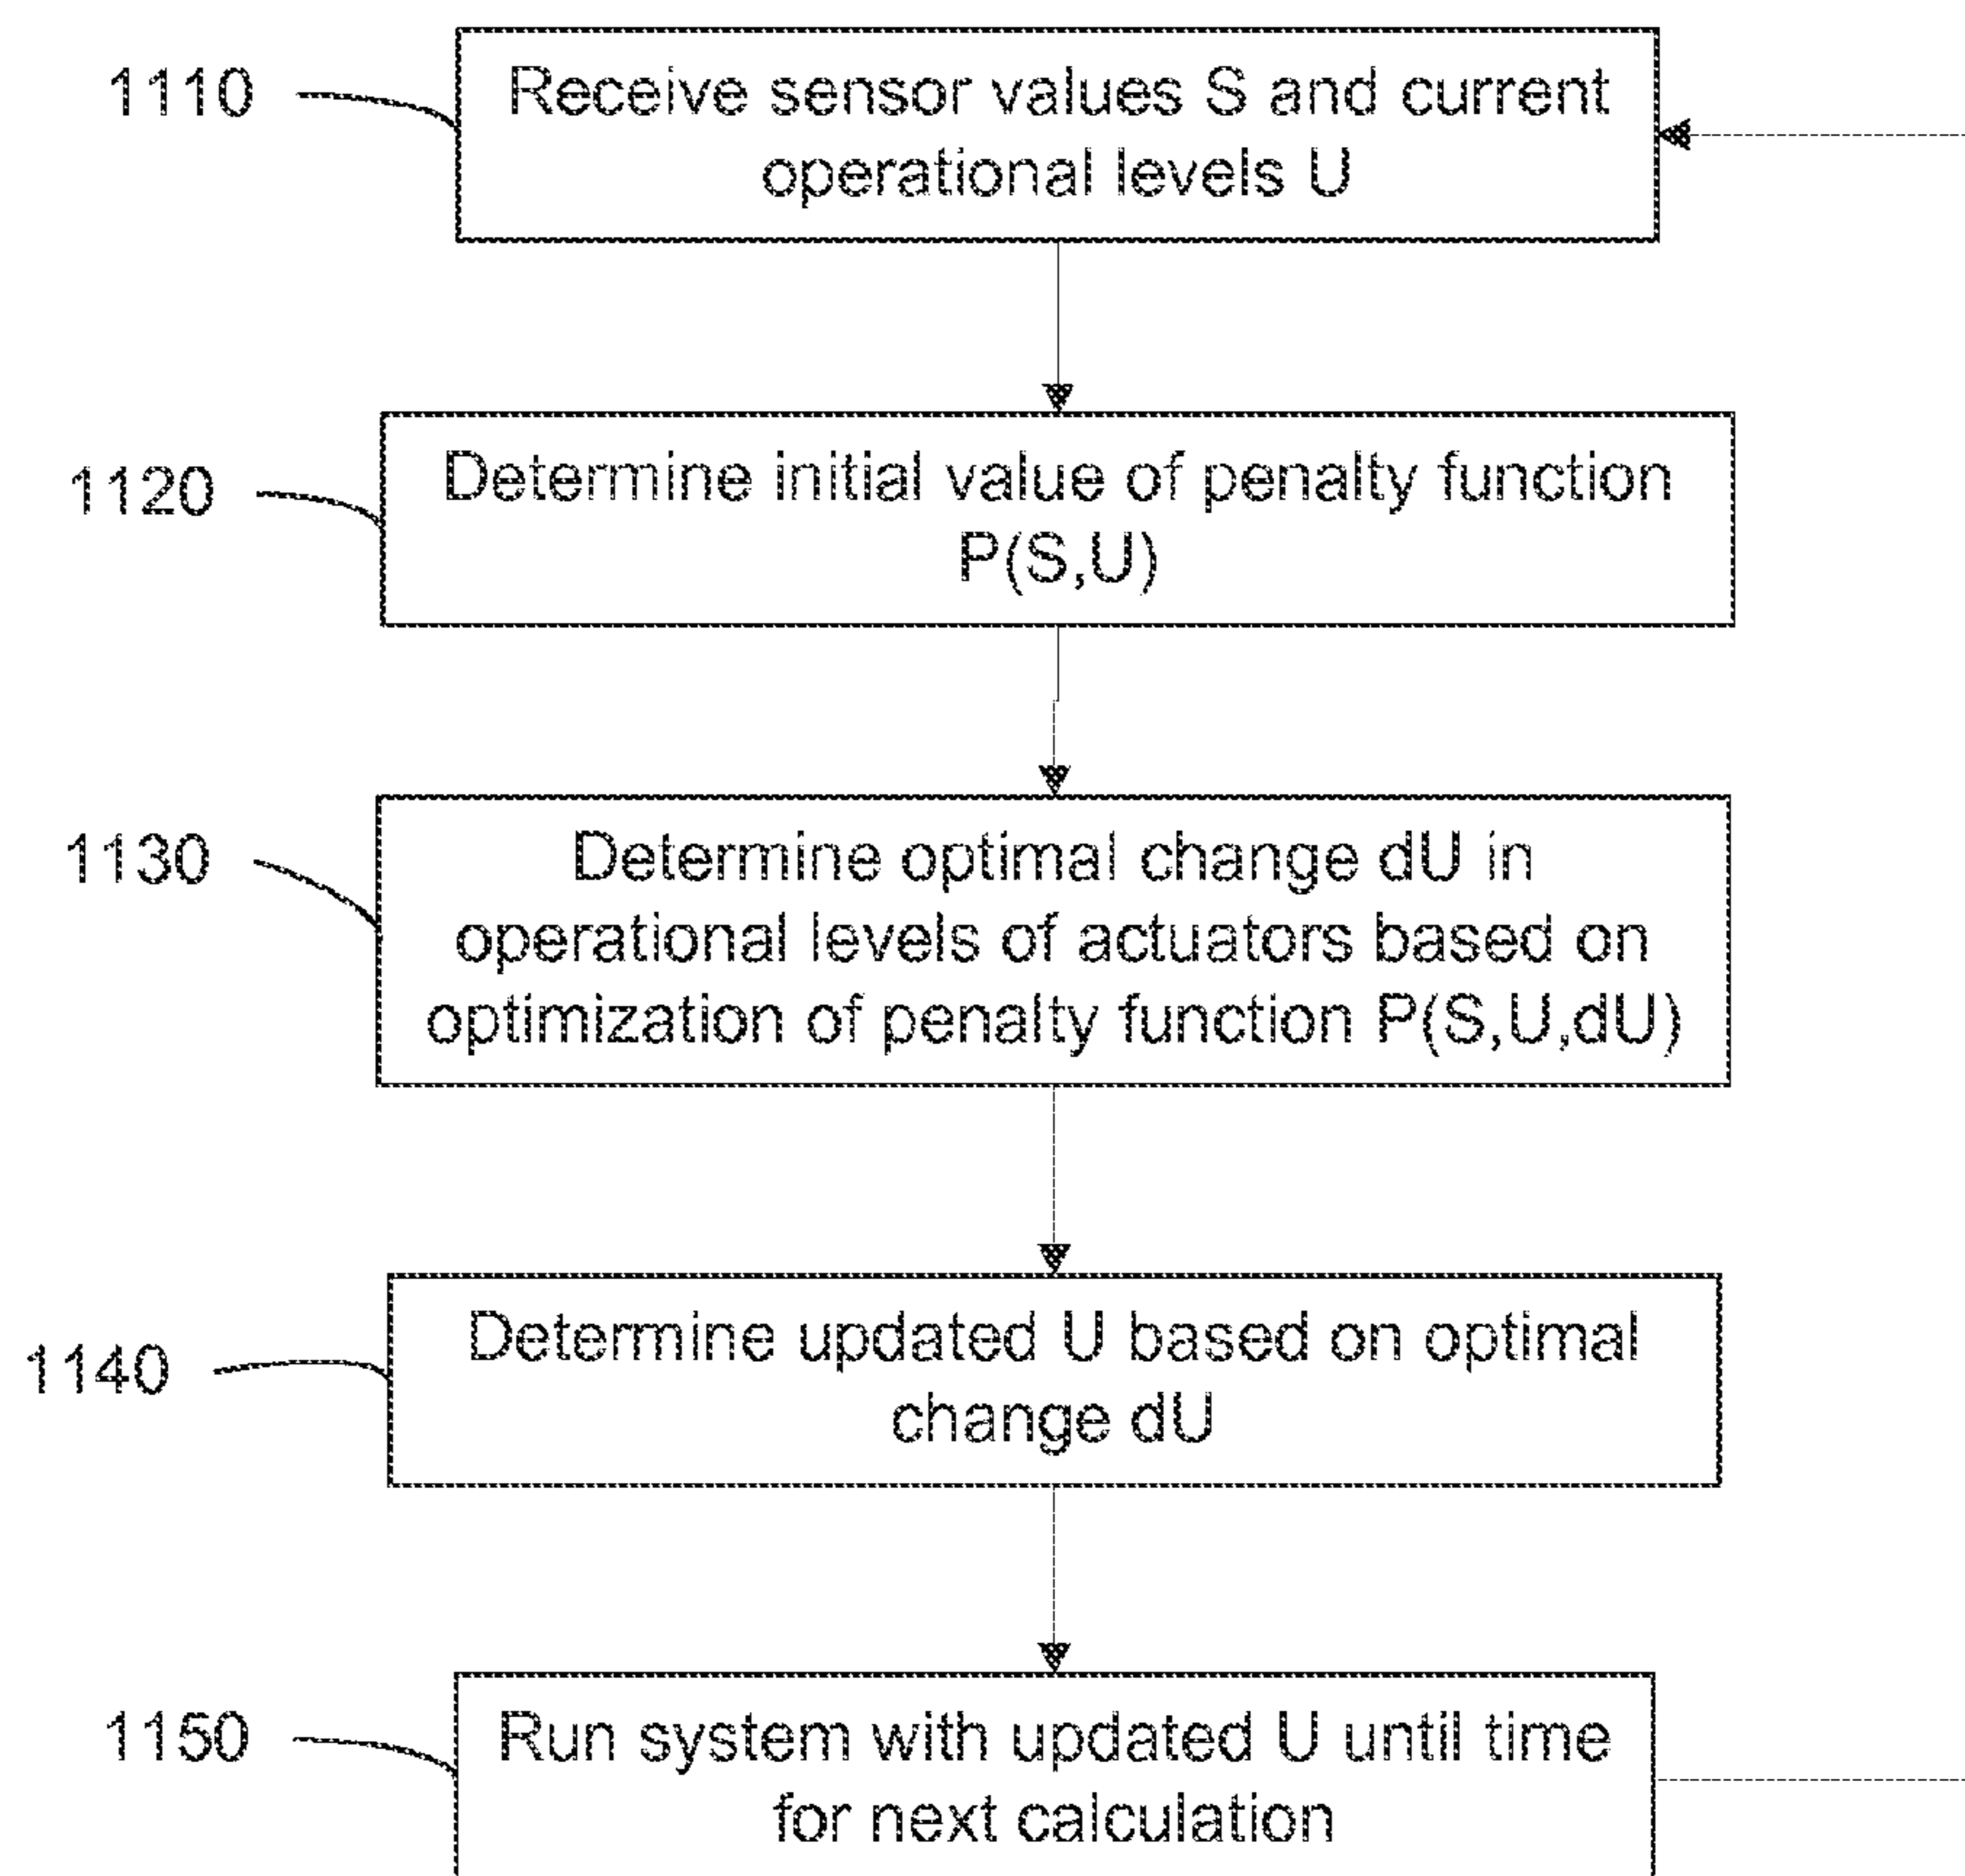 1110
Receive sensor values S and current
operational levels U
1120
Determine initial value of penalty function
P(S,U)
1130
Determine optimal change dU in
operational levels of actuators based on
optimization of penalty function P(S,U,dU)
1140
Determine updated U based on optimal
change dU
1150
Run system with updated U until time
for next calculation